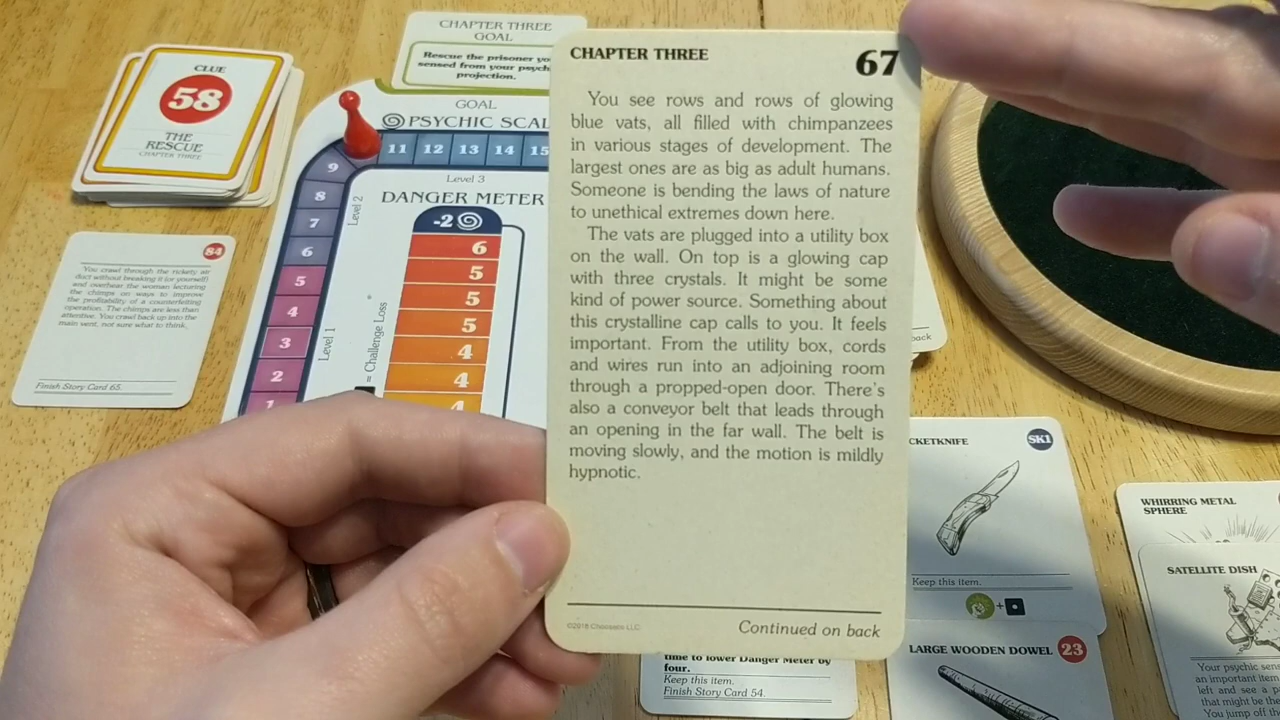 CHAPTER THREE
GOAL
Rescue the prisoner yo
sensed from your psych
projection.
CLUE
58
THE
RESCUE
CHAPTER THREE
84
You crawl through the rickety air
duct without breaking it (or yourself)
and overhear the woman lecturing
the chimps on ways to improve
the profitability of a counterfeiting
operation. The chimps are less than
attentive. You crawl back up into the
main vent, not sure what to think.
Finish Story Card 65.
GOAL
PSYCHIC SCAL
11 12 13 14 15
9
8
7
6
5
4
3
2
1
Level 3
Level 2
Level 1
DANGER METER
-2
6
5
5
5
4
4
4
= Challenge Loss
CHAPTER THREE 67
You see rows and rows of glowing
blue vats, all filled with chimpanzees
in various stages of development. The
largest ones are as big as adult humans.
Someone is bending the laws of nature
to unethical extremes down here.
The vats are plugged into a utility box
on the wall. On top is a glowing cap
with three crystals. It might be some
kind of power source. Something about
this crystalline cap calls to you. It feels
important. From the utility box, cords
and wires run into an adjoining room
through a propped-open door. There's
also a conveyor belt that leads through
an opening in the far wall. The belt is
moving slowly, and the motion is mildly
hypnotic.
©2018 Chooseco LLC
Continued on back
back
time to lower Danger Meter by
four.
Keep this item.
Finish Story Card 54.
CKETKNIFE
SK1
Keep this item.
+
LARGE WOODEN DOWEL 23
WHIRRING METAL
SPHERE
SATELLITE DISH
Your psychic sens
an important item
left and see a p
that might be the
You jump off th